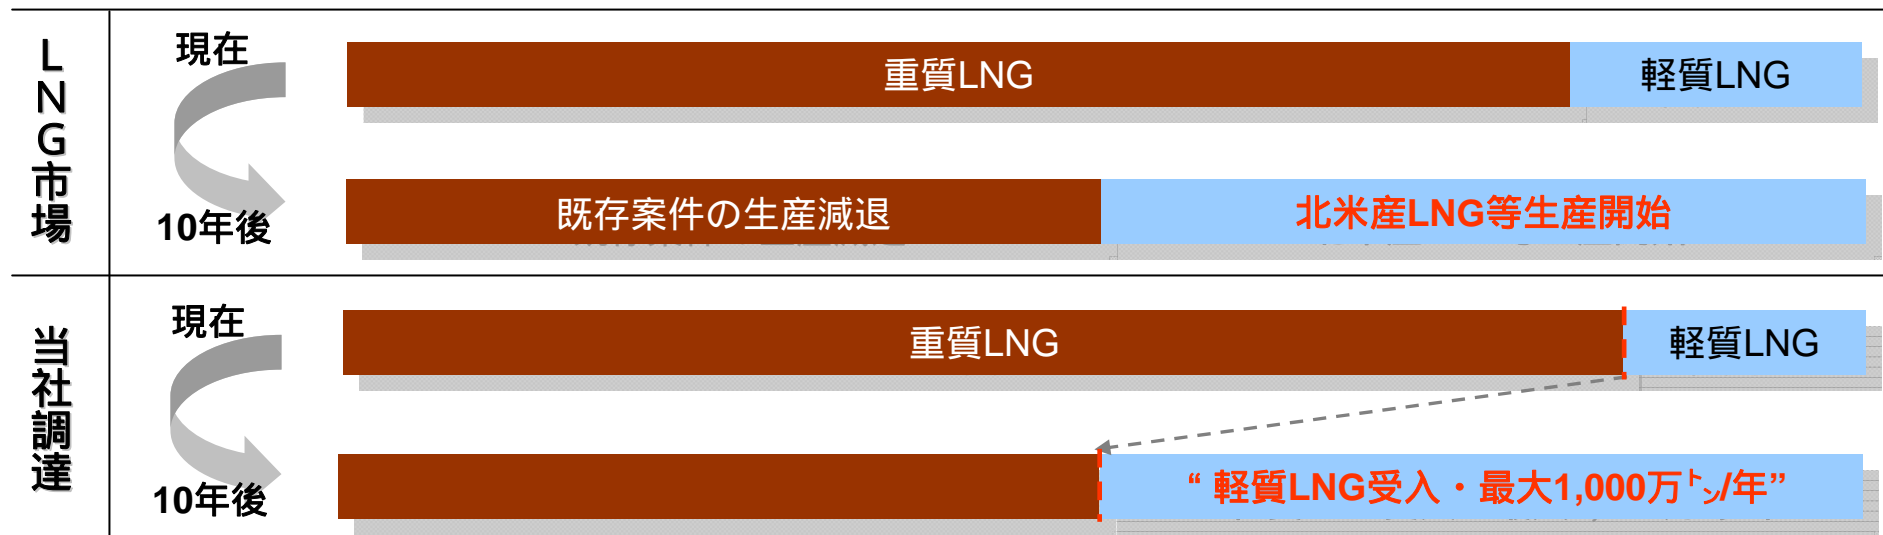 LNG市場
現在
重質LNG
軽質LNG
10年後
既存案件の生産減退
北米産LNG等生産開始
当社調達
現在
重質LNG
軽質LNG
10年後
“ 軽質LNG受入・最大1,000万㌧/年”